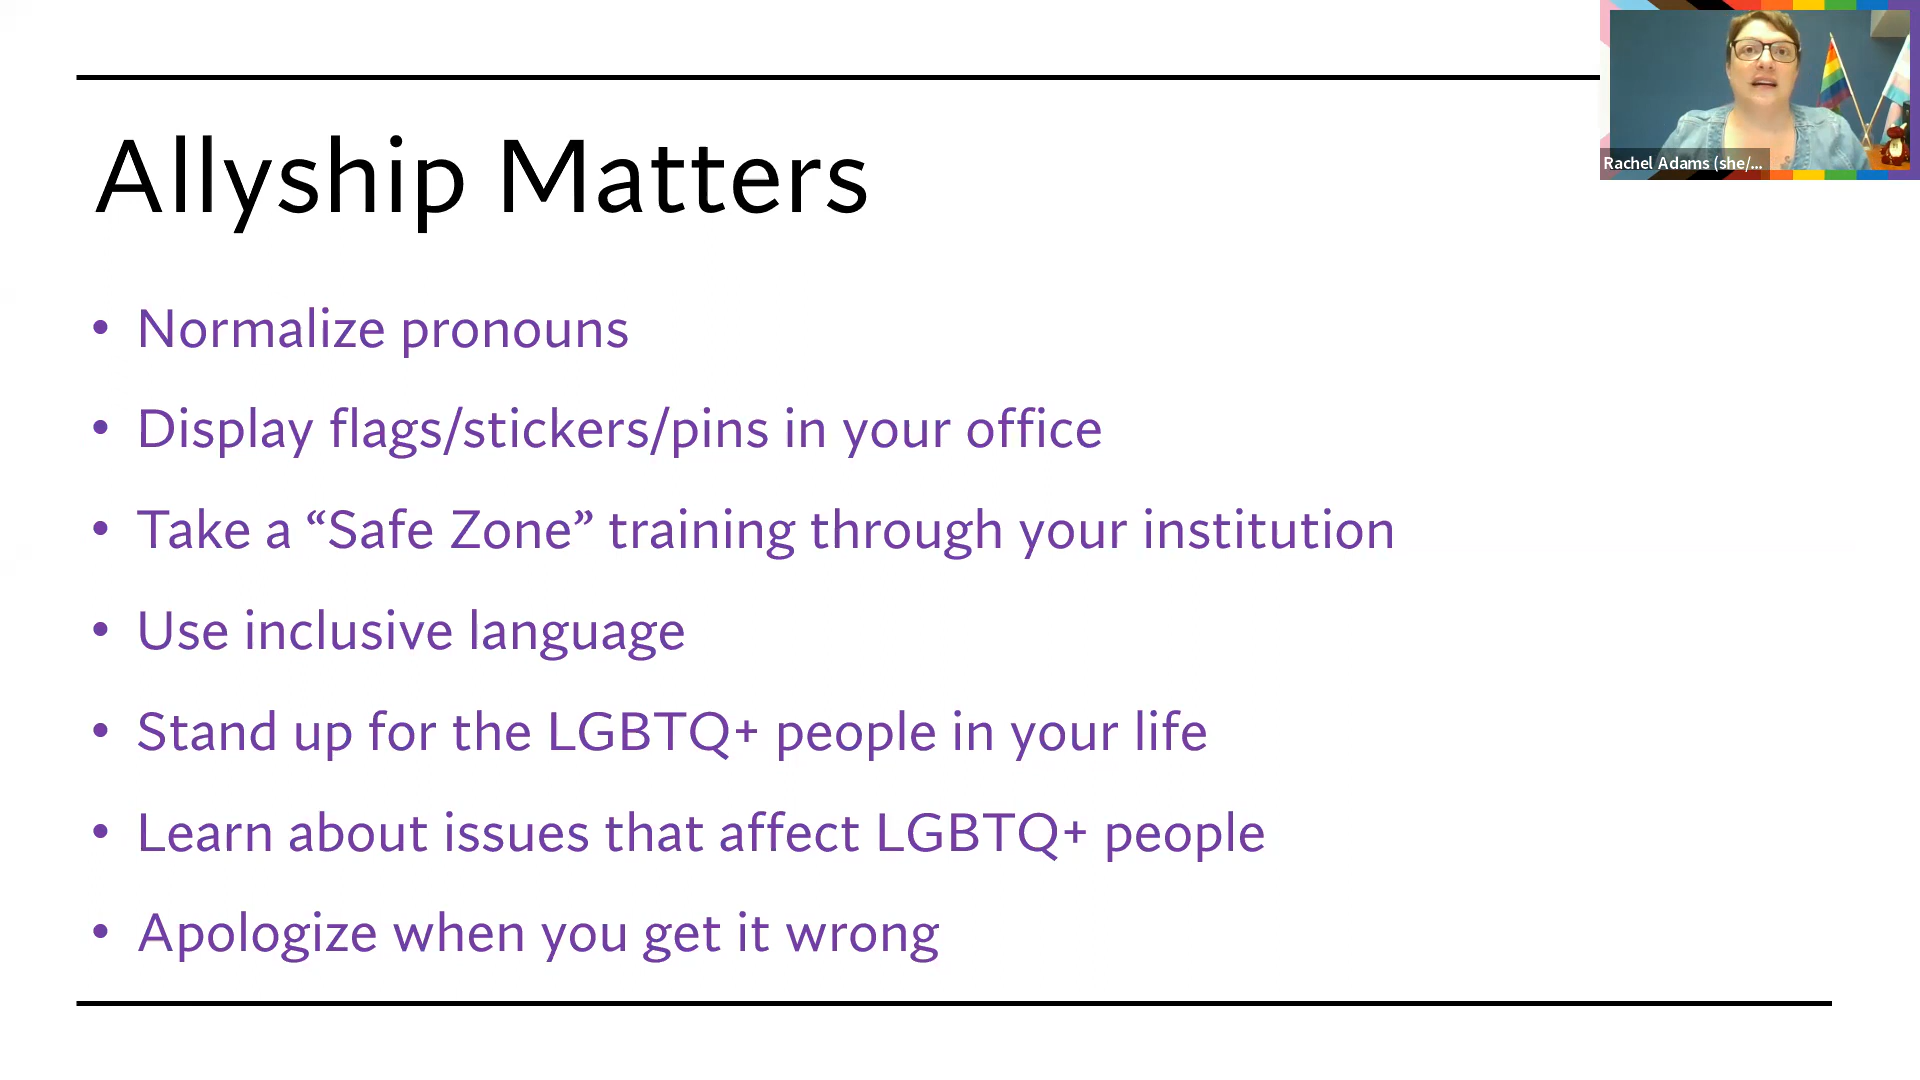 Allyship Matters
• Normalize pronouns
• Display flags/stickers/pins in your office
• Take a “Safe Zone” training through your institution
• Use inclusive language
• Stand up for the LGBTQ+ people in your life
• Learn about issues that affect LGBTQ+ people
• Apologize when you get it wrong
Rachel Adams (she/...